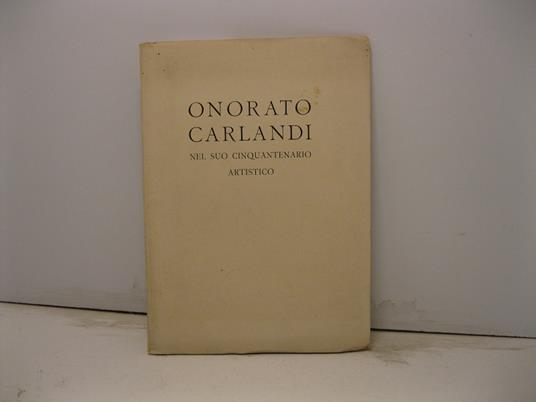 ONORATO
CARLANDI
NEL SUO CINQUANTENARIO
ARTISTICO